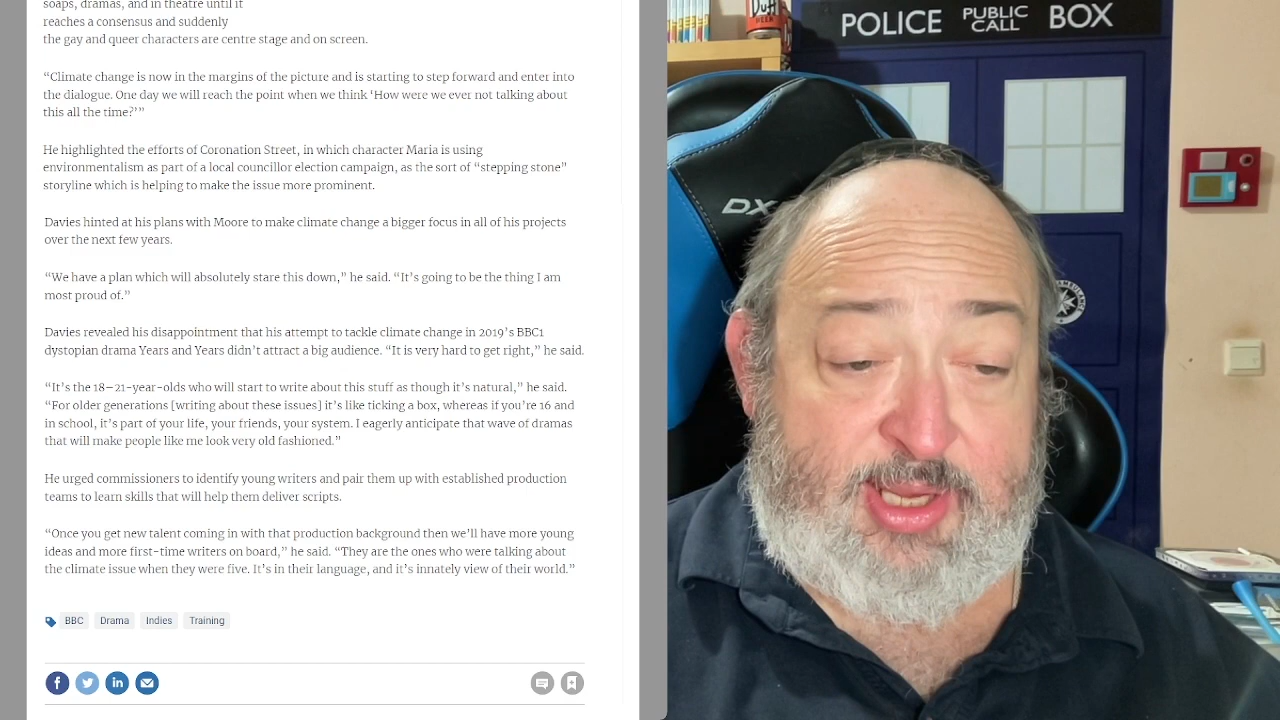 soaps, dramas, and in theatre until it
reaches a consensus and suddenly
the gay and queer characters are centre stage and on screen.
“Climate change is now in the margins of the picture and is starting to step forward and enter into
the dialogue. One day we will reach the point when we think ‘How were we ever not talking about
this all the time?’”
He highlighted the efforts of Coronation Street, in which character Maria is using
environmentalism as part of a local councillor election campaign, as the sort of “stepping stone”
storyline which is helping to make the issue more prominent.
Davies hinted at his plans with Moore to make climate change a bigger focus in all of his projects
over the next few years.
“We have a plan which will absolutely stare this down,” he said. “It’s going to be the thing I am
most proud of.”
Davies revealed his disappointment that his attempt to tackle climate change in 2019’s BBC1
dystopian drama Years and Years didn’t attract a big audience. “It is very hard to get right,” he said.
“It’s the 18–21-year-olds who will start to write about this stuff as though it’s natural,” he said.
“For older generations [writing about these issues] it’s like ticking a box, whereas if you’re 16 and
in school, it’s part of your life, your friends, your system. I eagerly anticipate that wave of dramas
that will make people like me look very old fashioned.”
He urged commissioners to identify young writers and pair them up with established production
teams to learn skills that will help them deliver scripts.
“Once you get new talent coming in with that production background then we’ll have more young
ideas and more first-time writers on board,” he said. “They are the ones who were talking about
the climate issue when they were five. It’s in their language, and it’s innately view of their world.”
BBC Drama Indies Training
Duff
BEER
POLICE PUBLIC CALL BOX
DX
AMBULANCE